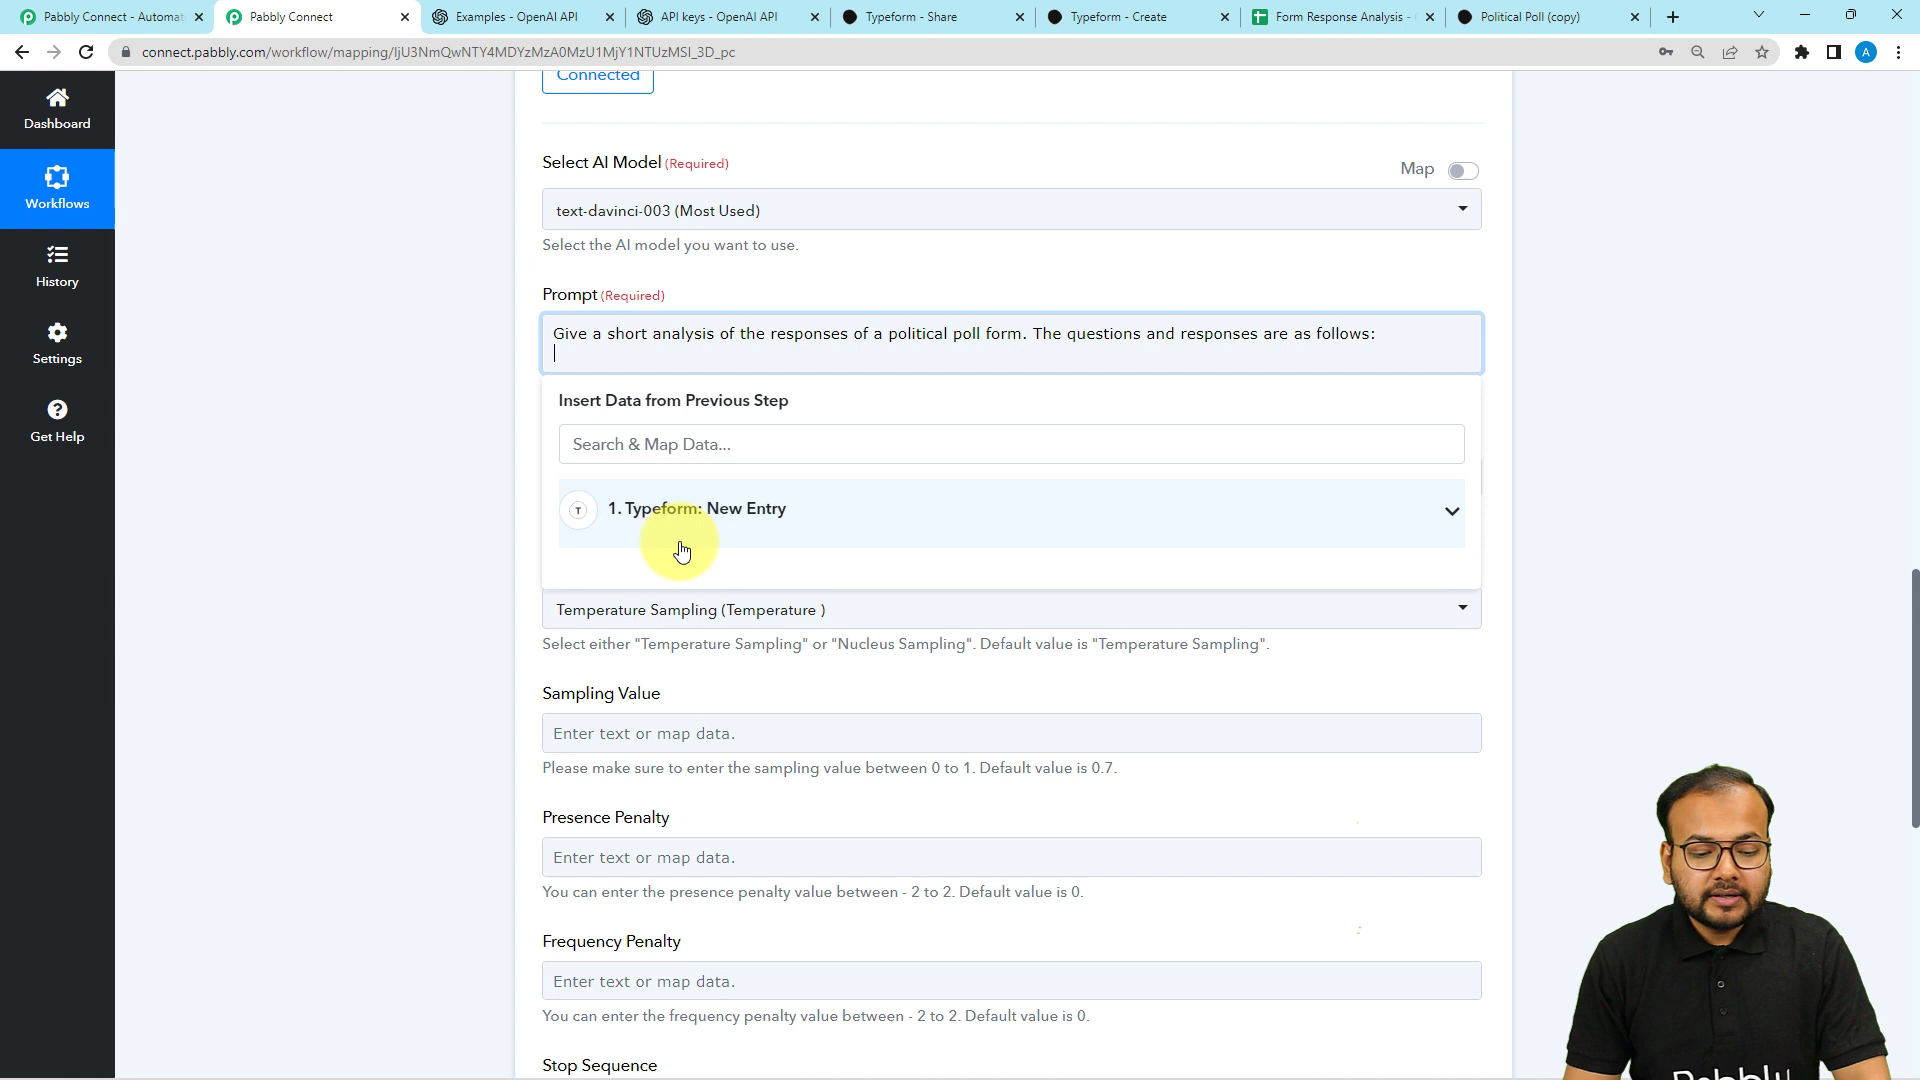 Pabbly Connect - Automat
Pabbly Connect
Examples - OpenAI API
API keys - OpenAI API
Typeform - Share
Typeform - Create
Form Response Analysis -
Political Poll (copy)
connect.pabbly.com/workflow/mapping/IjU3NmQwNTY4MDYzMzA0MzU1MjY1NTUzMSI_3D_pc
A
Dashboard
Workflows
History
Settings
Get Help
Connected
Select AI Model (Required)
Map
text-davinci-003 (Most Used)
Select the AI model you want to use.
Prompt (Required)
Give a short analysis of the responses of a political poll form. The questions and responses are as follows:
Insert Data from Previous Step
Search & Map Data...
T
1. Typeform: New Entry
Temperature Sampling (Temperature )
Select either "Temperature Sampling" or "Nucleus Sampling". Default value is "Temperature Sampling".
Sampling Value
Enter text or map data.
Please make sure to enter the sampling value between 0 to 1. Default value is 0.7.
Presence Penalty
Enter text or map data.
You can enter the presence penalty value between - 2 to 2. Default value is 0.
Frequency Penalty
Enter text or map data.
You can enter the frequency penalty value between - 2 to 2. Default value is 0.
Stop Sequence
Pabbly